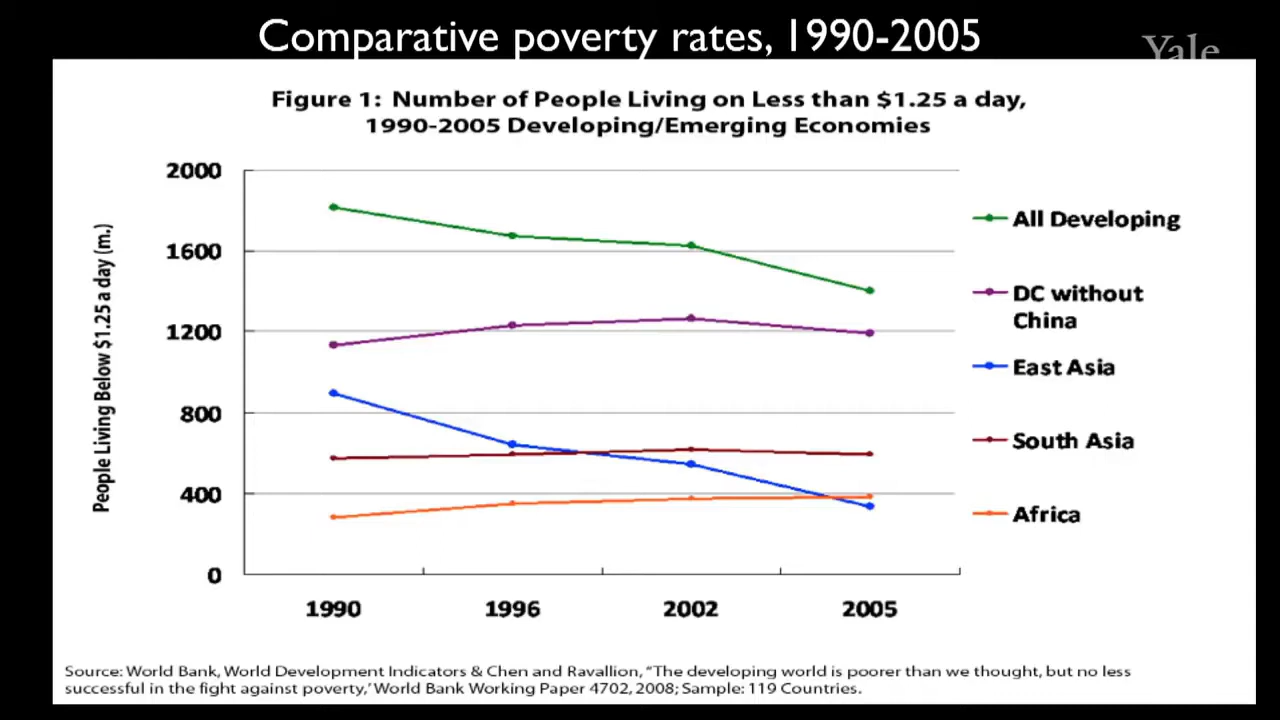 Comparative poverty rates, 1990-2005
Yale
Figure 1: Number of People Living on Less than $1.25 a day,
1990-2005 Developing/Emerging Economies
People Living Below $1.25 a day (m.)
2000
1600
1200
800
400
0
1990 1996 2002 2005
All Developing
DC without
China
East Asia
South Asia
Africa
Source: World Bank, World Development Indicators & Chen and Ravallion, “The developing world is poorer than we thought, but no less
successful in the fight against poverty,’ World Bank Working Paper 4702, 2008; Sample: 119 Countries.